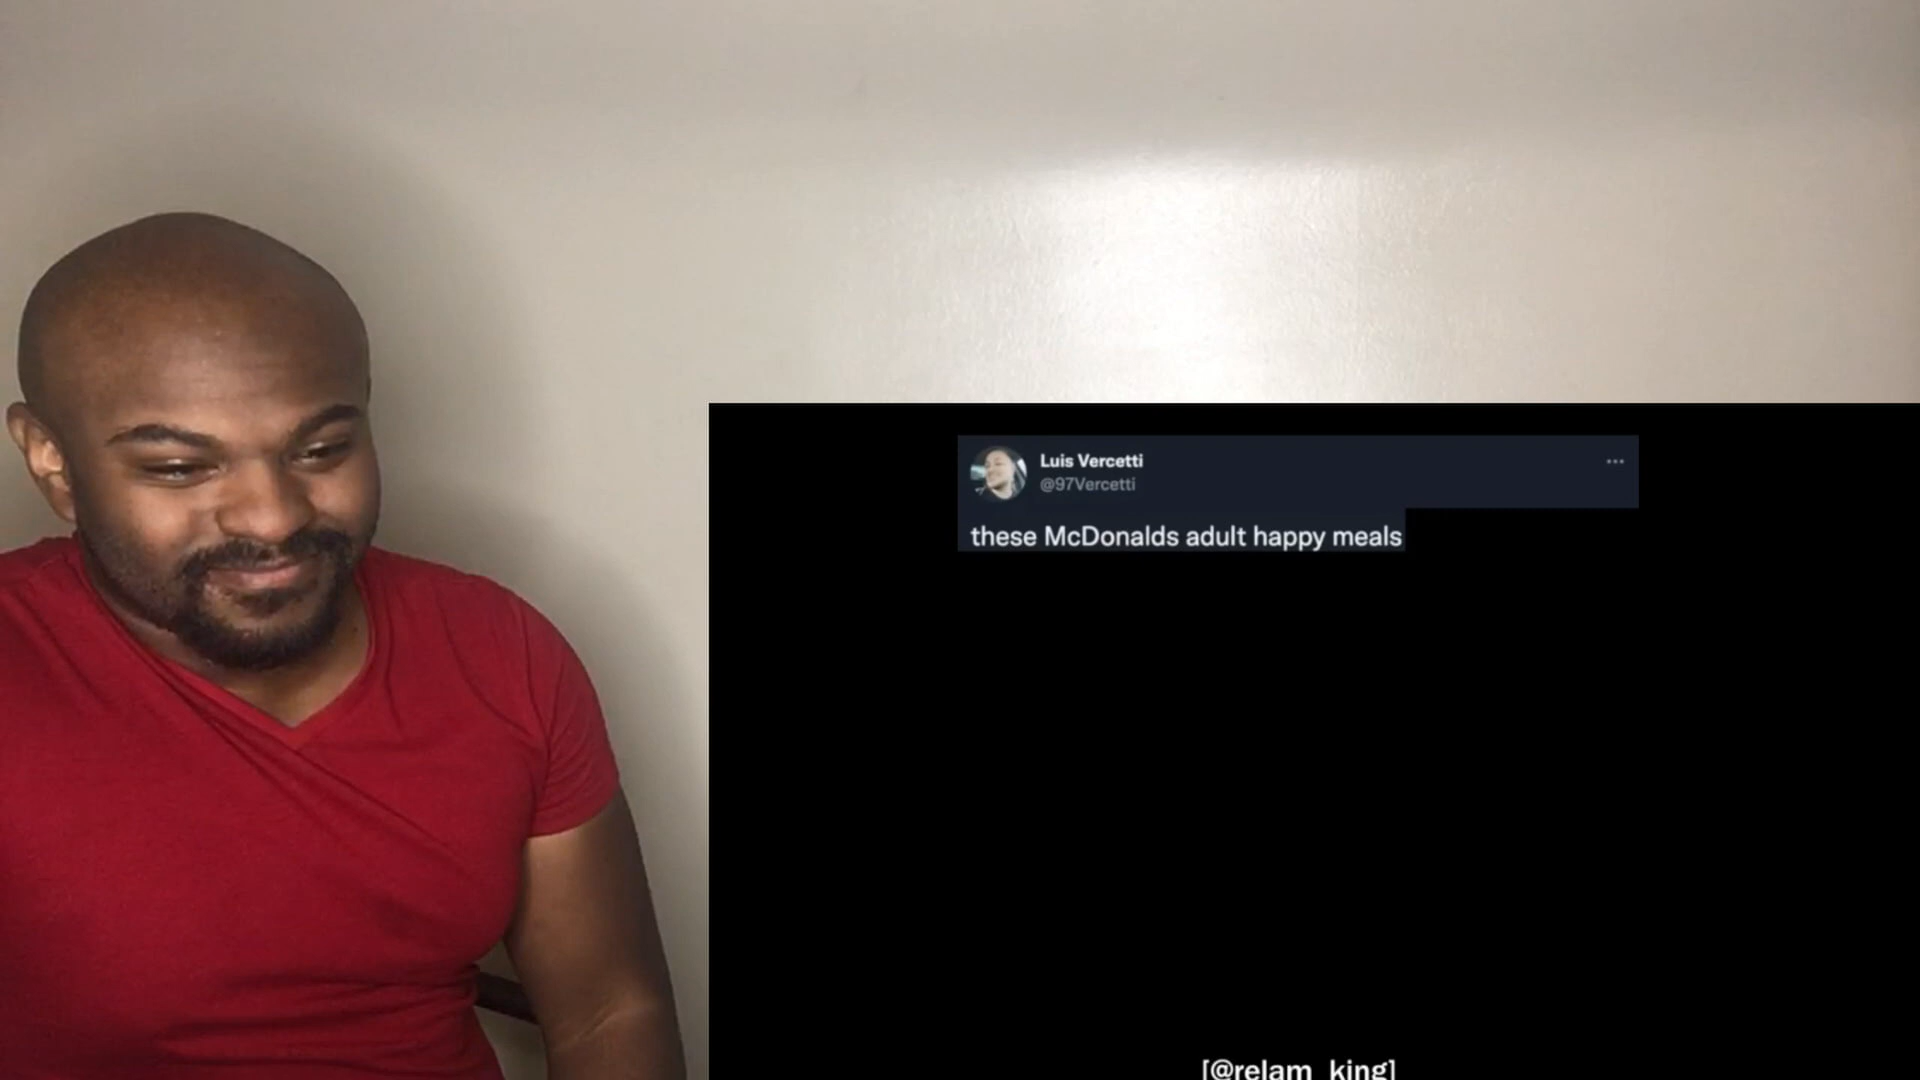 Luis Vercetti
@97Vercetti
these McDonalds adult happy meals
[@relam_king]